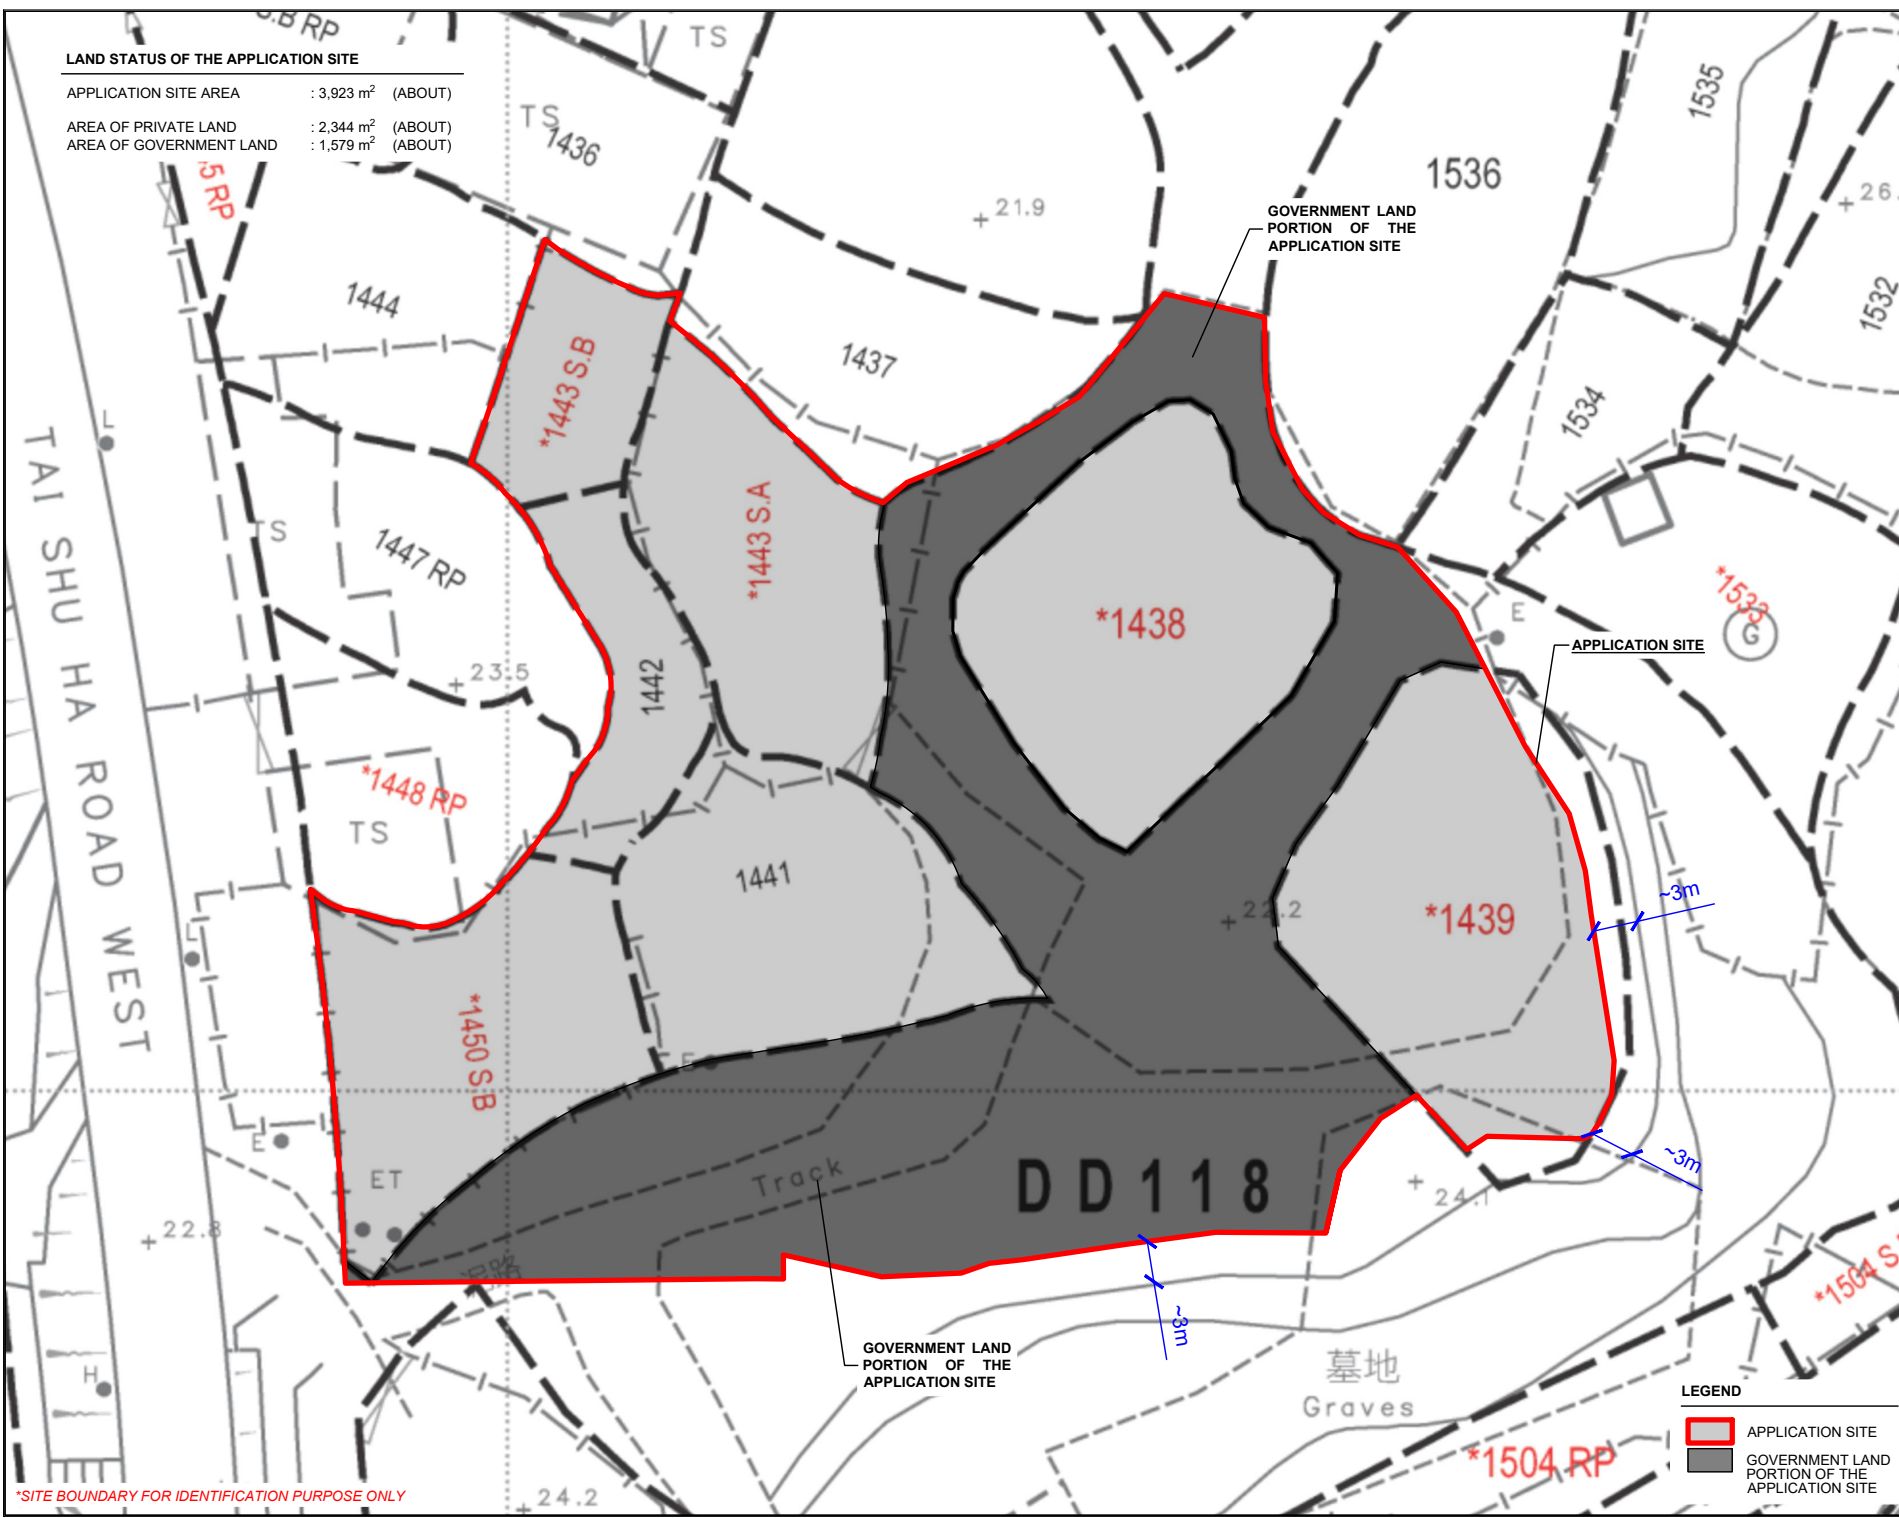 S.B RP
LAND STATUS OF THE APPLICATION SITE
APPLICATION SITE AREA : 3,923 m² (ABOUT)
AREA OF PRIVATE LAND : 2,344 m² (ABOUT)
AREA OF GOVERNMENT LAND : 1,579 m² (ABOUT)
TS
TS
1436
5 RP
21.9
1536
1535
26.
GOVERNMENT LAND
PORTION OF THE
APPLICATION SITE
1444
1437
1532
*1443 S.B
1534
L
TAI SHU HA ROAD WEST
TS
1447 RP
*1443 S.A
*1438
*1533
G
E
APPLICATION SITE
23.5
1442
*1448 RP
TS
1441
22.2
*1439
~3m
L
*1450 S.B
E
E
ET
~3m
Track
DD118
24.1
22.8
*1504 S.
~3m
GOVERNMENT LAND
PORTION OF THE
APPLICATION SITE
墓地
Graves
H
LEGEND
APPLICATION SITE
GOVERNMENT LAND
PORTION OF THE
APPLICATION SITE
*1504 RP
*SITE BOUNDARY FOR IDENTIFICATION PURPOSE ONLY
24.2